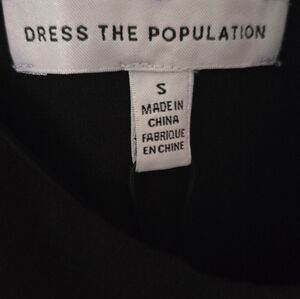 DRESS THE POPULATION
S
MADE IN
CHINA
FABRIQUE
EN CHINE